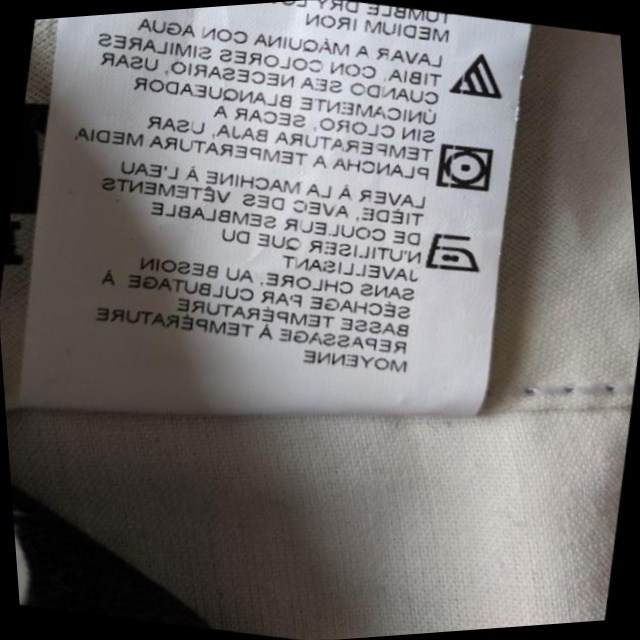 TUMBLE DRY LOW
MEDIUM IRON
LAVAR A MÁQUINA CON AGUA
TIBIA, CON COLORES SIMILARES
CUANDO SEA NECESARIO, USAR
ÚNICAMENTE BLANQUEADOR
SIN CLORO, SECAR A
TEMPERATURA BAJA, USAR
PLANCHA A TEMPERATURA MEDIA
LAVER À LA MACHINE À L'EAU
TIÈDE, AVEC DES VÊTEMENTS
DE COULEUR SEMBLABLE
N'UTILISER QUE DU
JAVELLISANT
SANS CHLORE, AU BESOIN
SÉCHAGE PAR CULBUTAGE À
BASSE TEMPÉRATURE
REPASSAGE À TEMPÉRATURE
MOYENNE